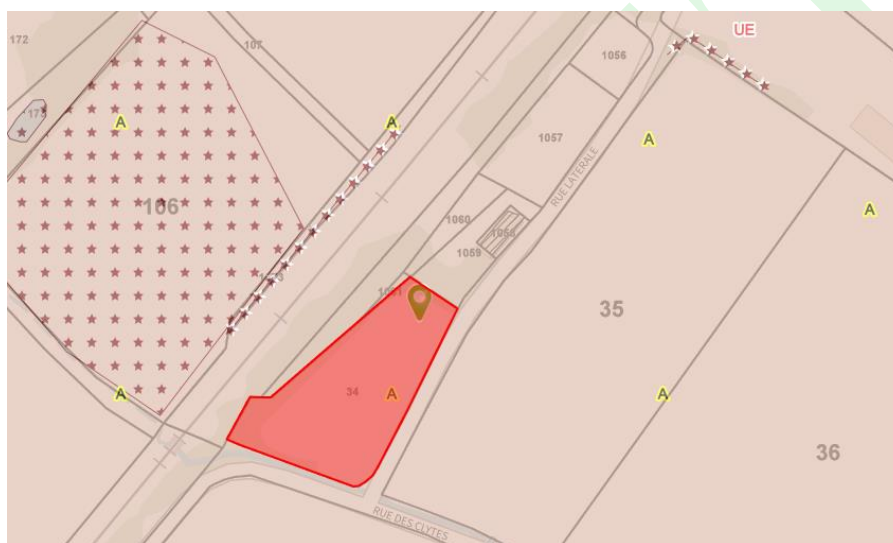 UE
172
107
1056
173
A
A
1057
A
RUE LATERALE
106
A
1060
1058
1059
1061
35
34
A
A
A
36
RUE DES CLYTES